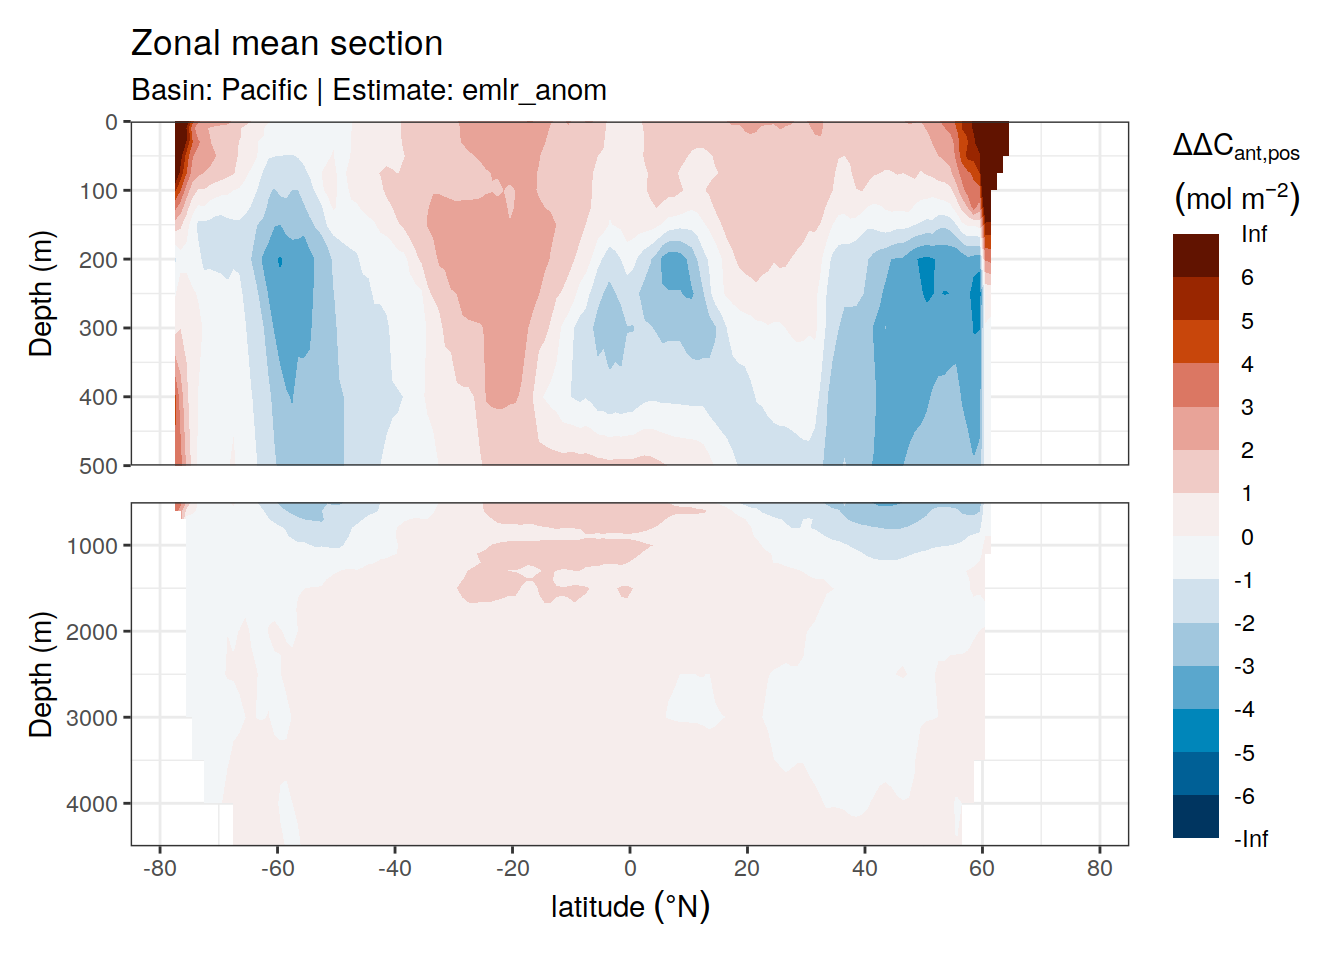 Zonal mean section
Basin: Pacific | Estimate: emlr_anom
0
100
200
300
400
500
Depth (m)
1000
2000
3000
4000
Depth (m)
-80 -60 -40 -20 0 20 40 60 80
latitude (°N)
ΔΔCant,pos
(mol m−2)
Inf
6
5
4
3
2
1
0
-1
-2
-3
-4
-5
-6
-Inf